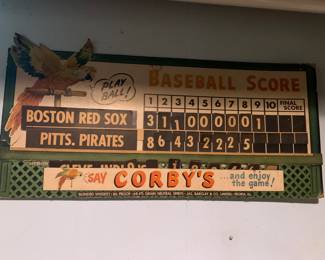 PLAY
BALL!
BASEBALL SCORE
1 2 3 4 5 6 7 8 9 10 FINAL SCORE
BOSTON RED SOX 3 1 1 0 0 0 0 0 1
PITTS. PIRATES 8 6 4 3 2 2 2 5
SAY CORBY'S ...and enjoy
the game!
BLENDED WHISKEY